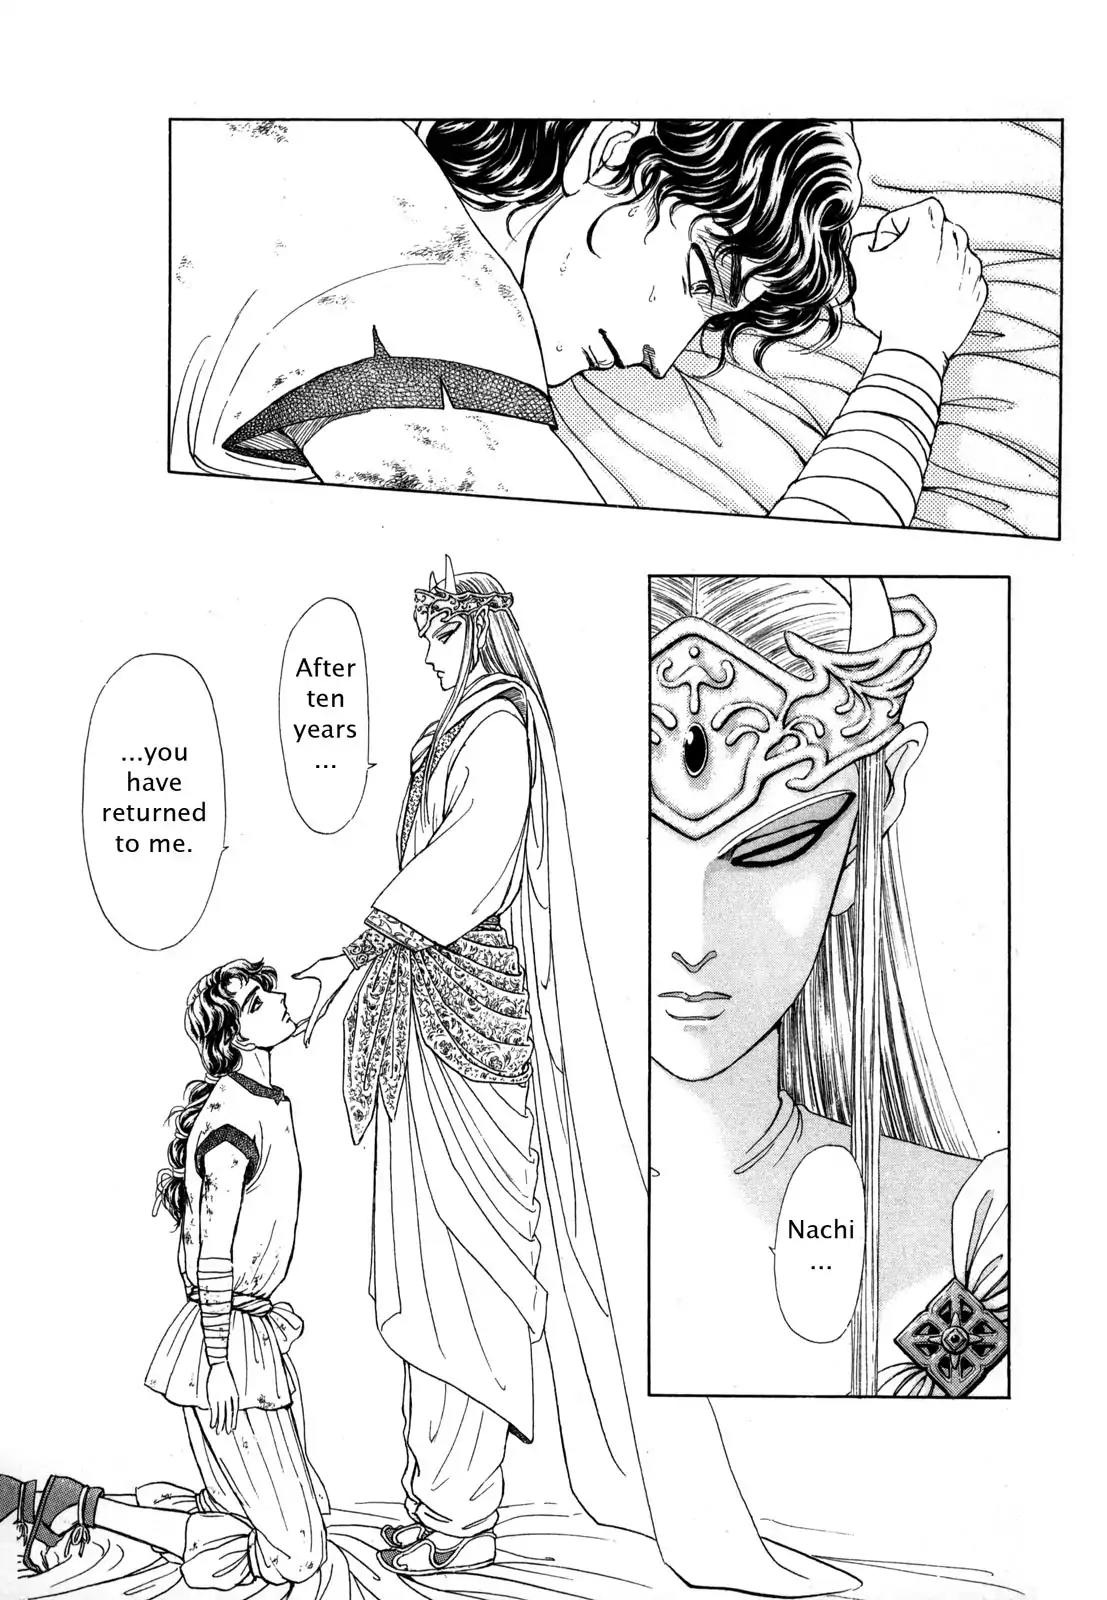 Nachi
...
After
ten
years
...
...you
have
returned
to me.